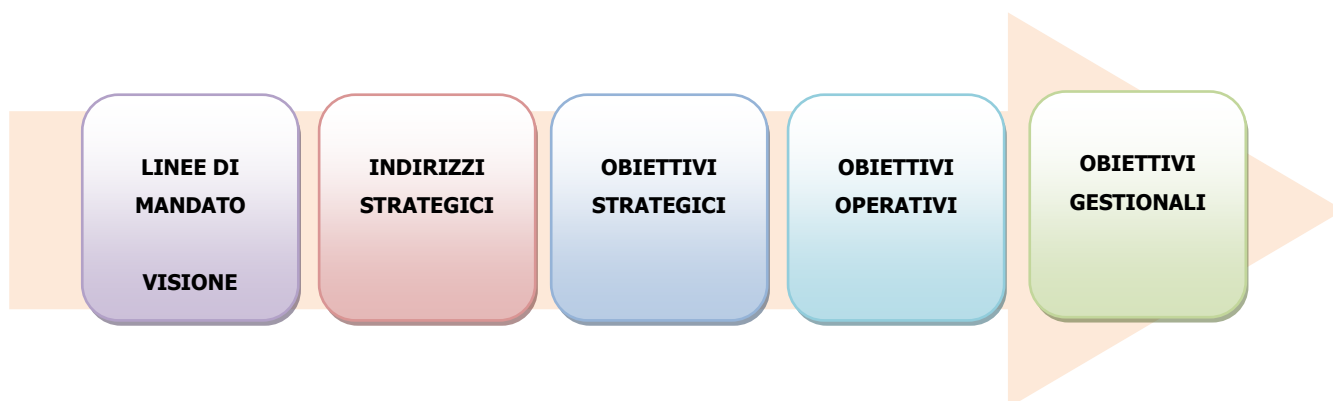 LINEE DI
MANDATO
VISIONE
INDIRIZZI
STRATEGICI
OBIETTIVI
STRATEGICI
OBIETTIVI
OPERATIVI
OBIETTIVI
GESTIONALI